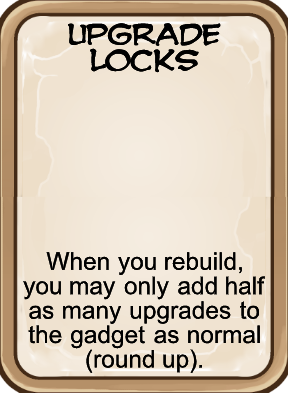 UPGRADE
LOCKS
When you rebuild,
you may only add half
as many upgrades to
the gadget as normal
(round up).